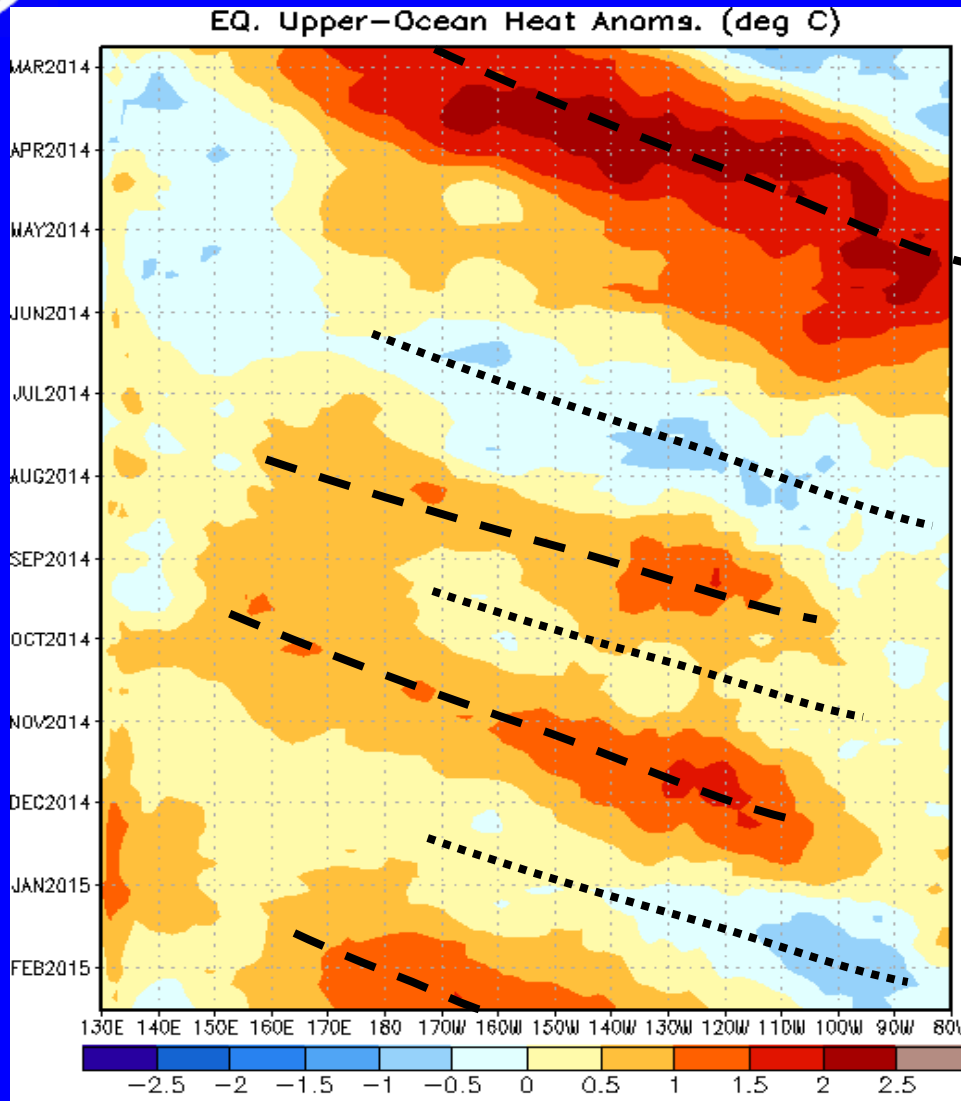 EQ. Upper-Ocean Heat Anoms. (deg C)
MAR2014
APR2014
MAY2014
JUN2014
JUL2014
AUG2014
SEP2014
OCT2014
NOV2014
DEC2014
JAN2015
FEB2015
130E 140E 150E 160E 170E 180 170W 160W 150W 140W 130W 120W 110W 100W 90W 80W
-2.5 -2 -1.5 -1 -0.5 0 0.5 1 1.5 2 2.5